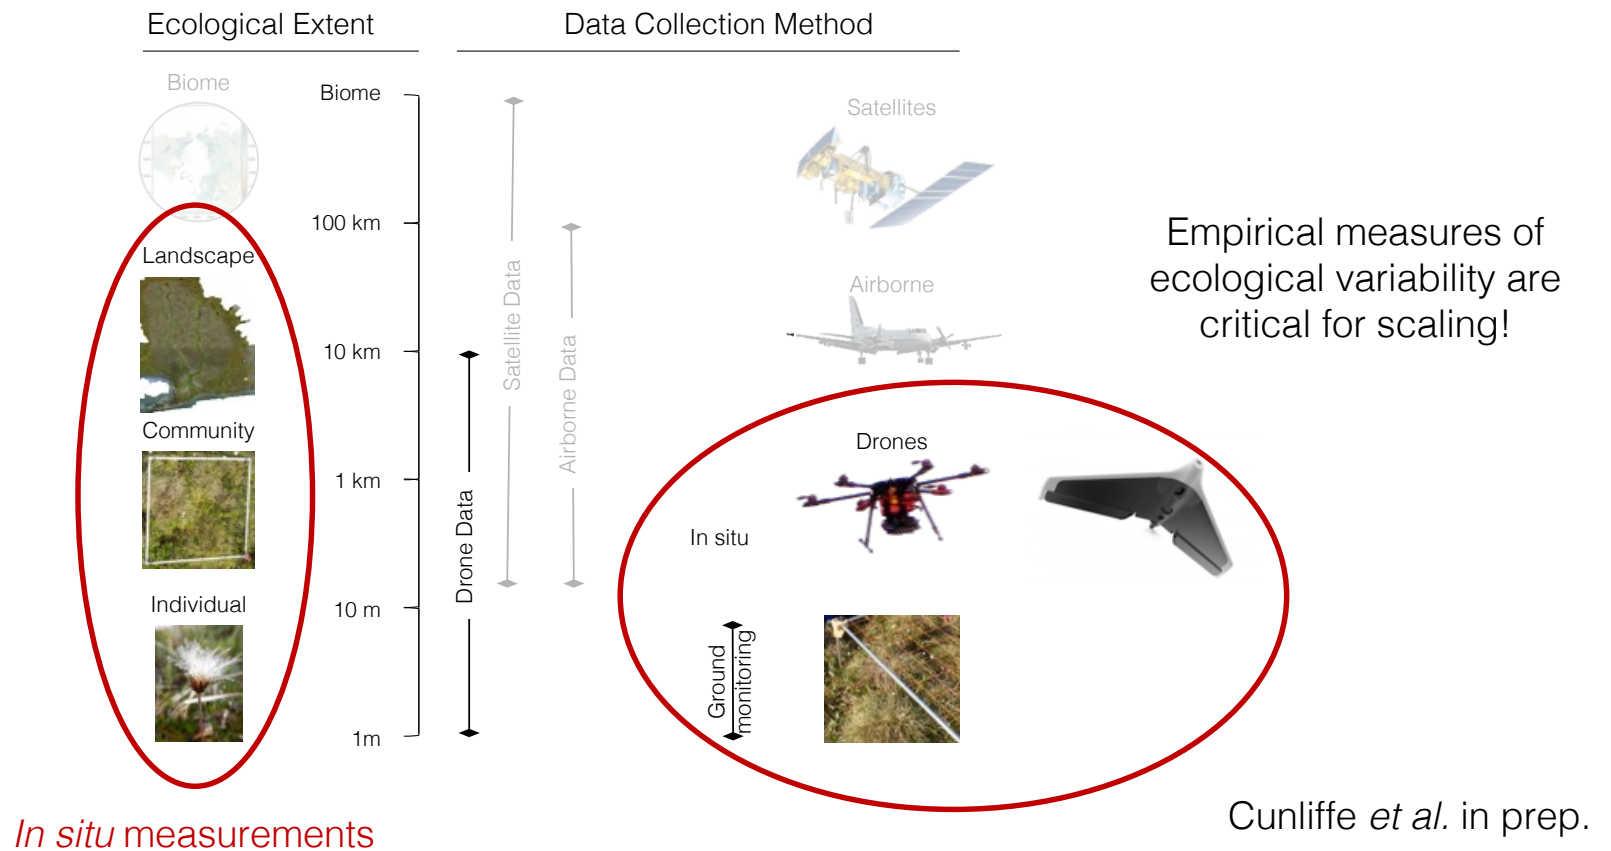 Ecological Extent
Data Collection Method
Biome
Biome
Satellites
100 km
Landscape
Satellite Data
Airborne
10 km
Airborne Data
Empirical measures of
ecological variability are
critical for scaling!
Community
Drones
1 km
Drone Data
In situ
Individual
10 m
Ground
monitoring
1m
In situ measurements
Cunliffe et al. in prep.